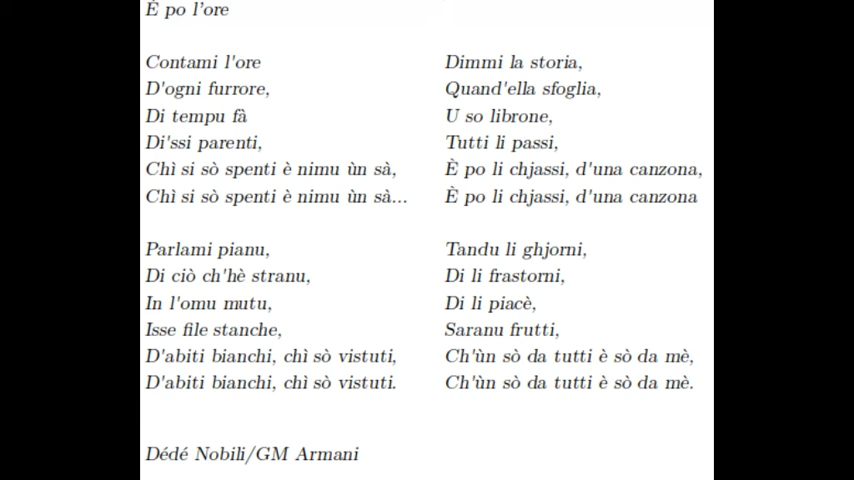 È po l'ore
Contami l'ore
D'ogni furrore,
Di tempu fà
Di'ssi parenti,
Chì si sò spenti è nimu ùn sà,
Chì si sò spenti è nimu ùn sà...
Parlami pianu,
Di ciò ch'hè stranu,
In l'omu mutu,
Isse file stanche,
D'abiti bianchi, chì sò vistuti,
D'abiti bianchi, chì sò vistuti.
Dimmi la storia,
Quand'ella sfoglia,
U so librone,
Tutti li passi,
È po li chjassi, d'una canzona,
È po li chjassi, d'una canzona
Tandu li ghjorni,
Di li frastorni,
Di li piacè,
Saranu frutti,
Ch'ùn sò da tutti è sò da mè,
Ch'ùn sò da tutti è sò da mè.
Dédé Nobili/GM Armani